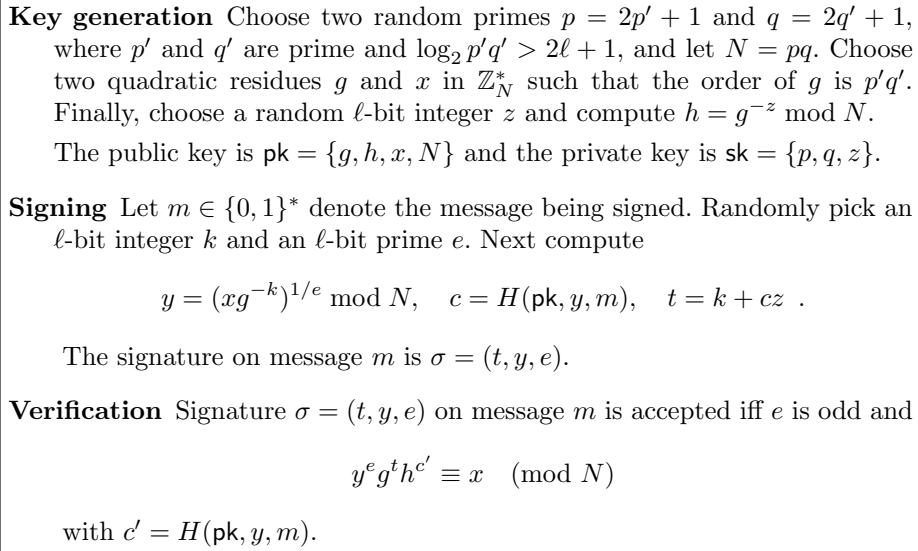 Key generation Choose two random primes p = 2p′ + 1 and q = 2q′ + 1,
where p′ and q′ are prime and log₂ p′q′ > 2ℓ + 1, and let N = pq. Choose
two quadratic residues g and x in ℤ*_N such that the order of g is p′q′.
Finally, choose a random ℓ-bit integer z and compute h = g^{−z} mod N.
The public key is pk = {g, h, x, N} and the private key is sk = {p, q, z}.
Signing Let m ∈ {0, 1}* denote the message being signed. Randomly pick an
ℓ-bit integer k and an ℓ-bit prime e. Next compute
y = (xg^{−k})^{1/e} mod N, c = H(pk, y, m), t = k + cz .
The signature on message m is σ = (t, y, e).
Verification Signature σ = (t, y, e) on message m is accepted iff e is odd and
y^e g^t h^{c′} ≡ x (mod N)
with c′ = H(pk, y, m).